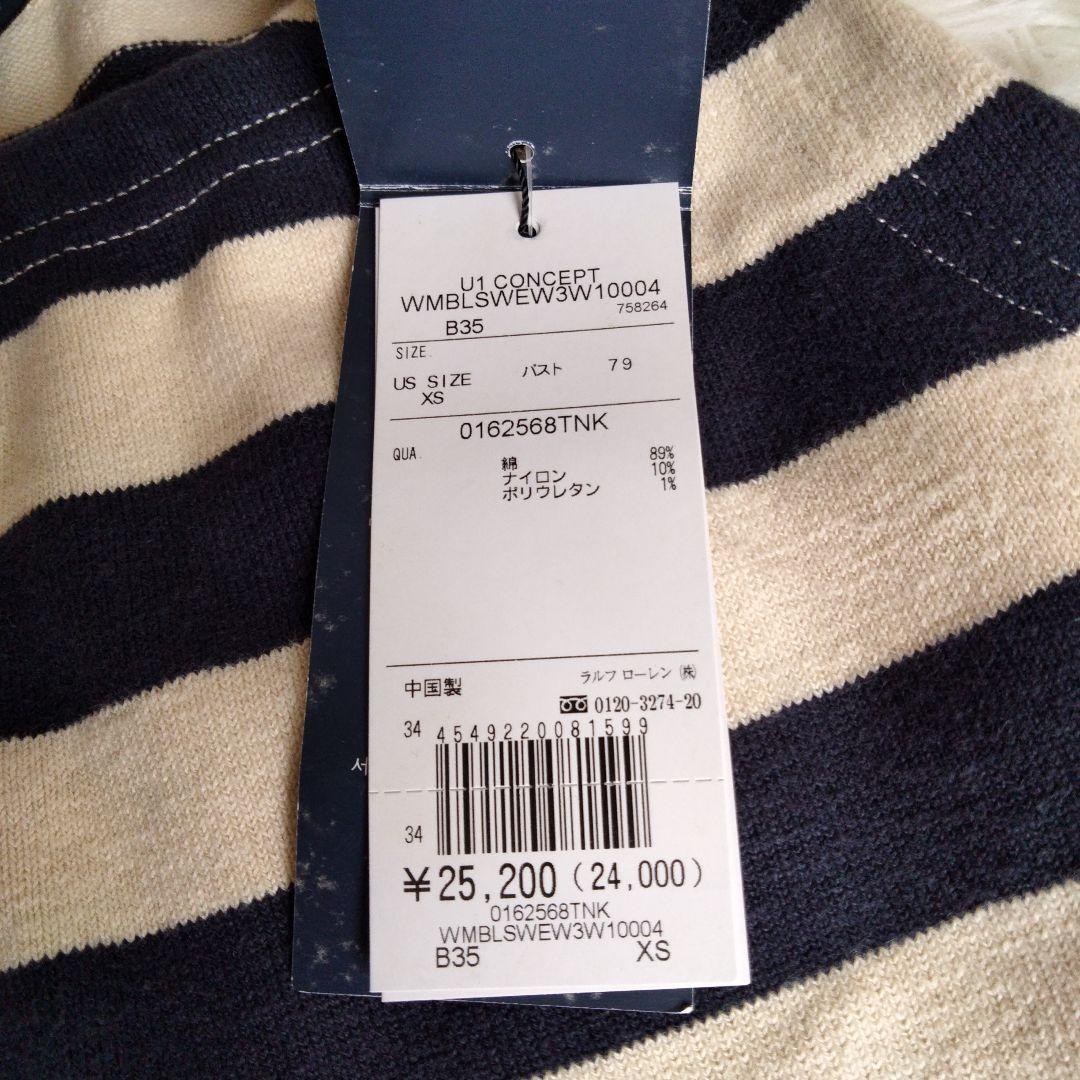 U1 CONCEPT
WMBLSWEW3W10004
758264
B35
SIZE.
US SIZE バスト 79
XS
0162568TNK
QUA. 綿 89%
ナイロン 10%
ポリウレタン 1%
中国製 ラルフ ローレン ㈱
0120-3274-20
34 4549220081599
34
¥25,200 (24,000)
0162568TNK
WMBLSWEW3W10004
B35 XS
서